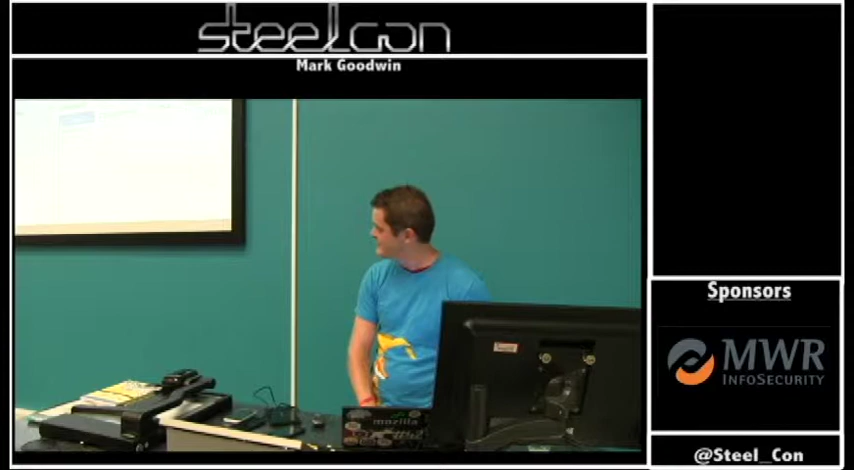 steelcon
Mark Goodwin
mozilla
Sponsors
MWR
INFOSECURITY
@Steel_Con